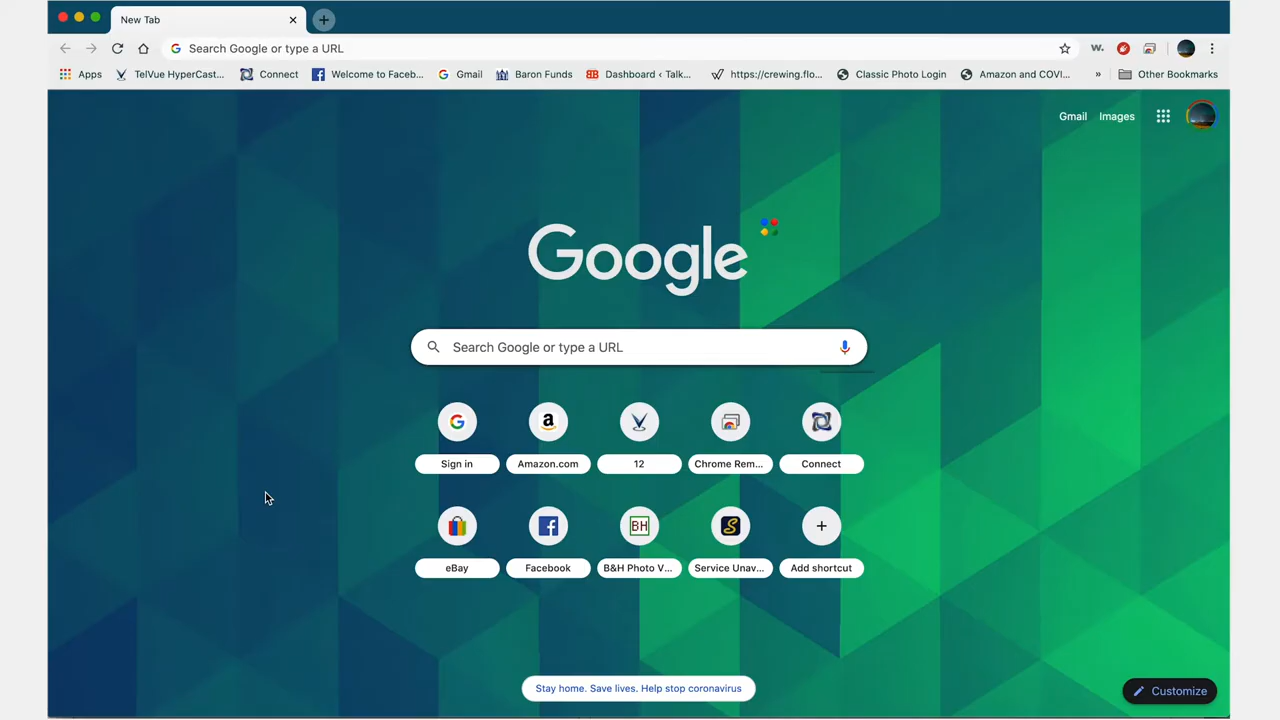 New Tab
Search Google or type a URL
W.
Apps TelVue HyperCast... Connect Welcome to Faceb... Gmail Baron Funds BB Dashboard ‹ Talk... https://crewing.flo... Classic Photo Login Amazon and COVI... » Other Bookmarks
Gmail Images
Google
Search Google or type a URL
Sign in Amazon.com 12 Chrome Rem... Connect
BH
eBay Facebook B&H Photo V... Service Unav... Add shortcut
Stay home. Save lives. Help stop coronavirus
Customize